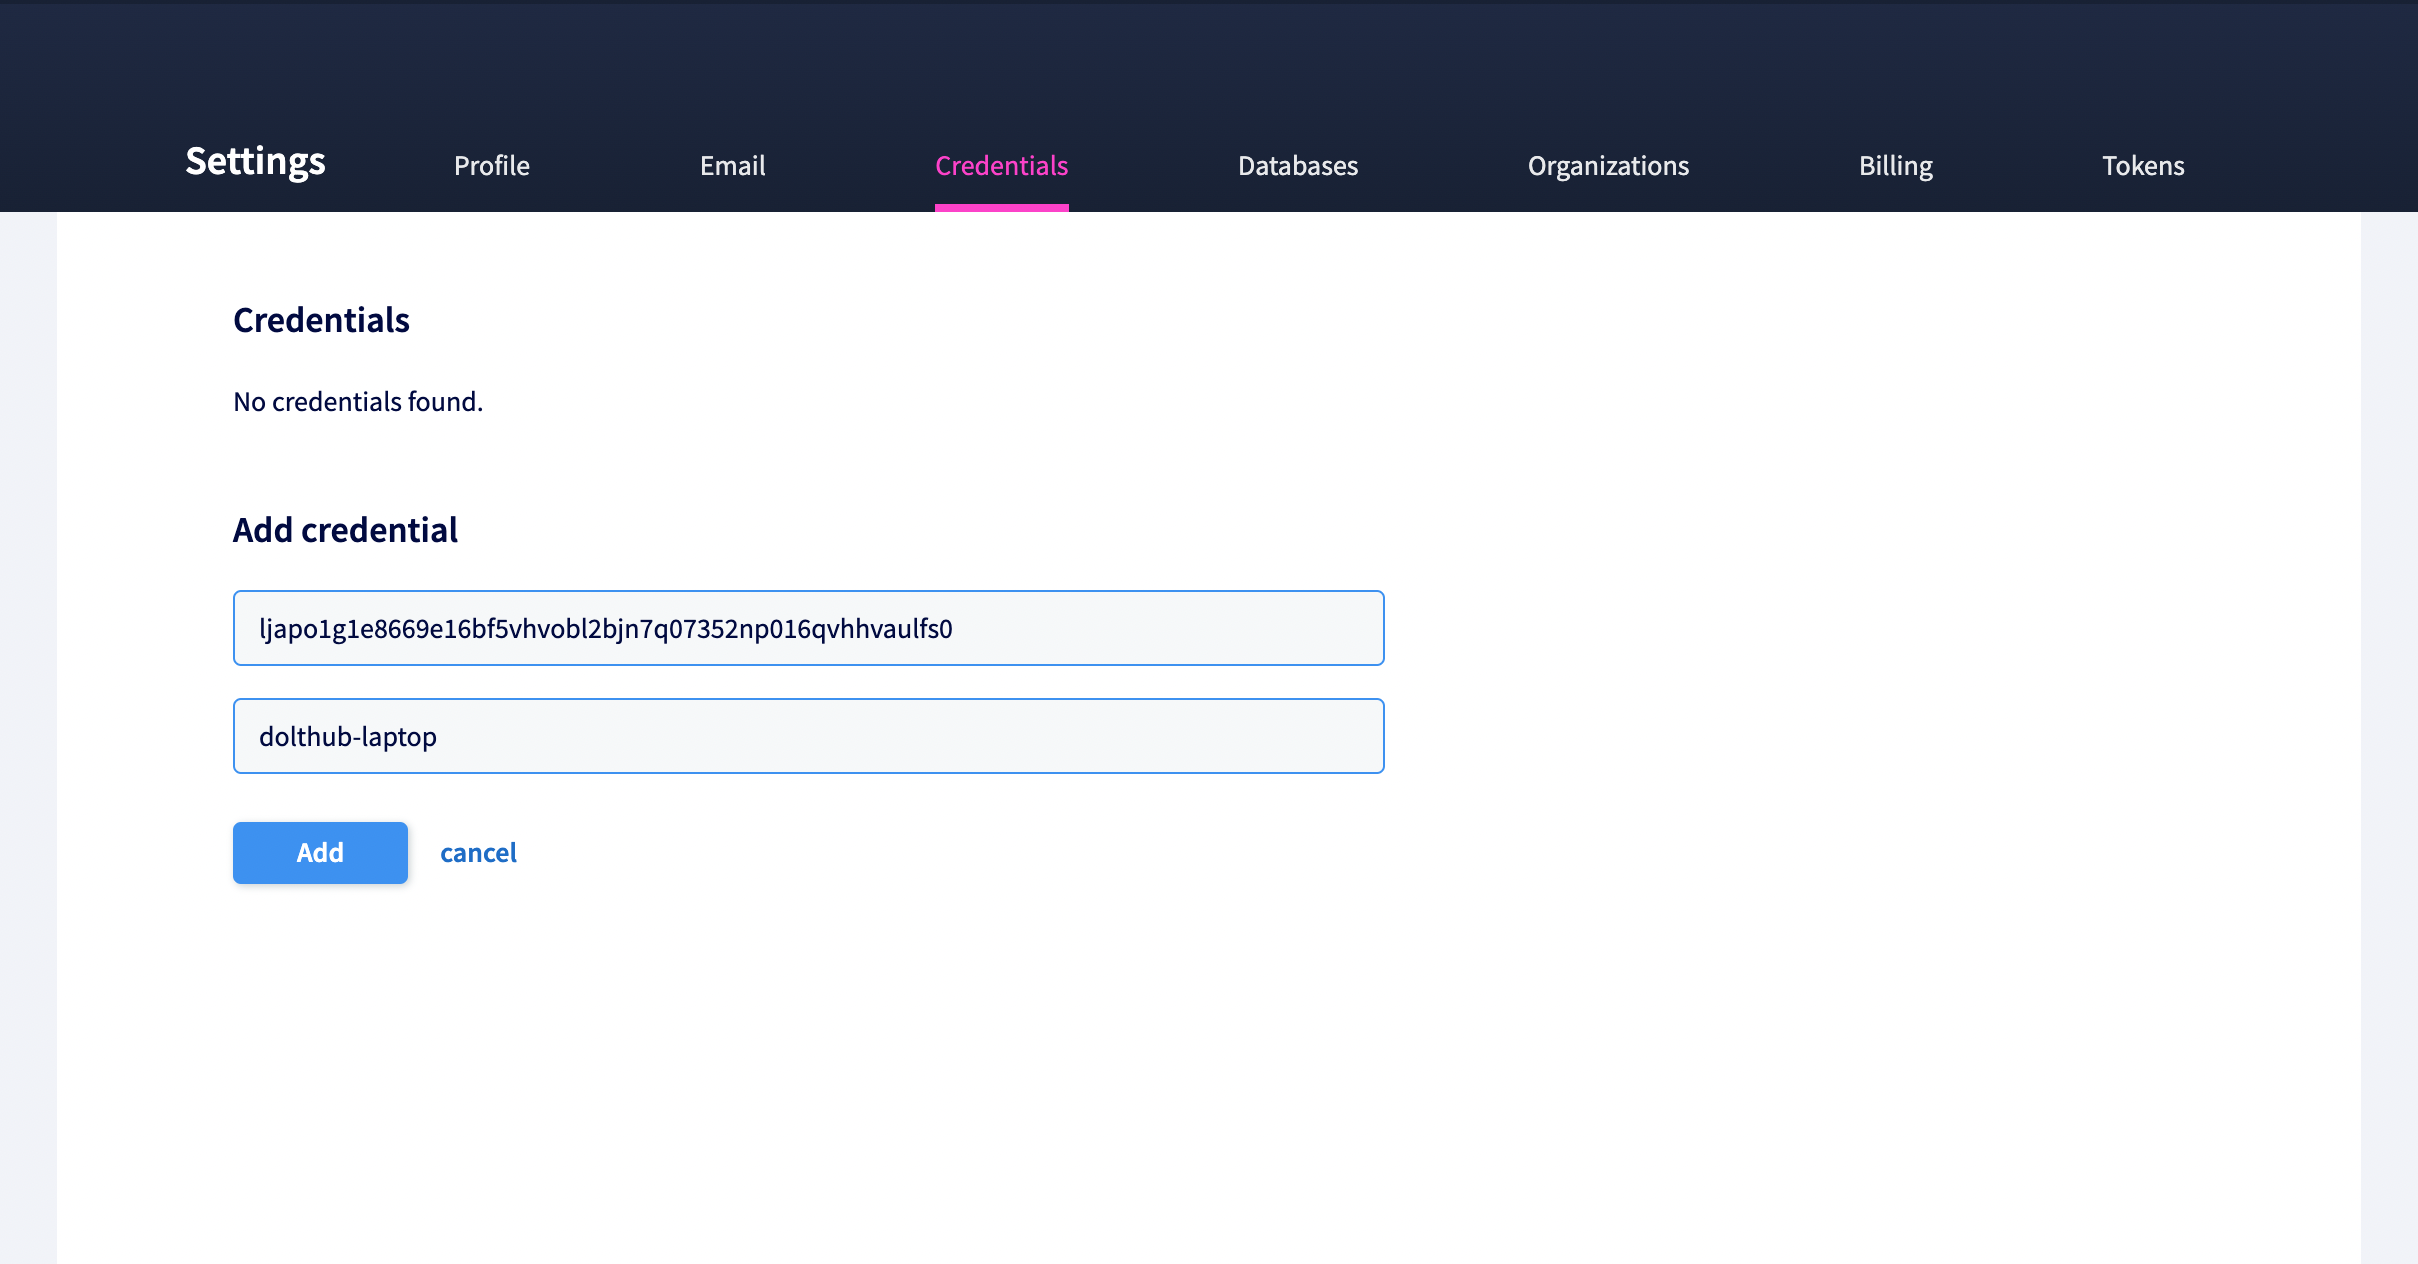 Settings
Profile
Email
Credentials
Databases
Organizations
Billing
Tokens
Credentials
No credentials found.
Add credential
ljapo1g1e8669e16bf5vhvobl2bjn7q07352np016qvhhvaulfs0
dolthub-laptop
Add
cancel